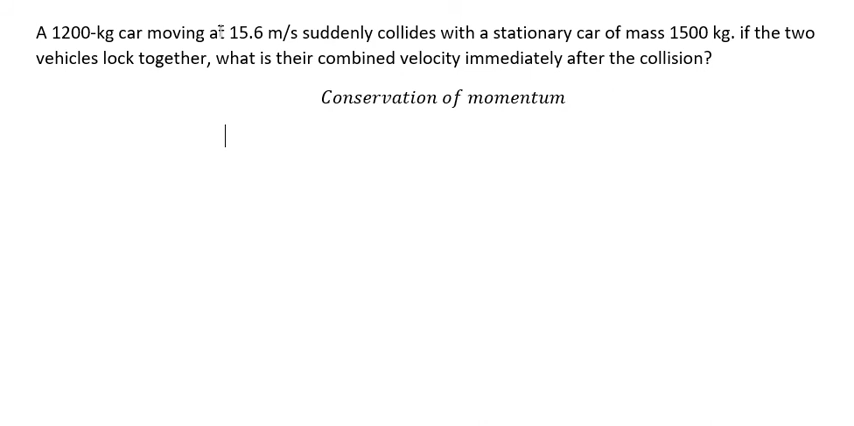 A 1200-kg car moving at 15.6 m/s suddenly collides with a stationary car of mass 1500 kg. if the two
vehicles lock together, what is their combined velocity immediately after the collision?
Conservation of momentum